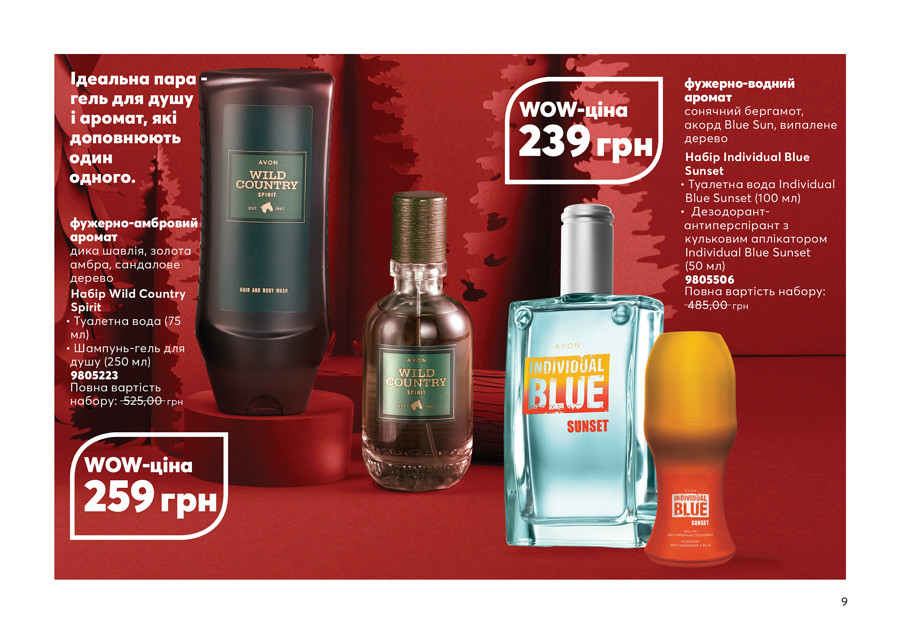 Ідеальна пара -
гель для душу
і аромат, які
доповнюють
один
одного.
фужерно-амбровий
аромат
дика шавлія, золота
амбра, сандалове
дерево
Набір Wild Country
Spirit
• Туалетна вода (75
мл)
• Шампунь-гель для
душу (250 мл)
9805223
Повна вартість
набору: 525,00 грн
WOW-ціна
259 грн
AVON
WILD
COUNTRY
SPIRIT
EST. 1967
HAIR AND BODY WASH
AVON
WILD
COUNTRY
SPIRIT
EST. 1967
WOW-ціна
239 грн
фужерно-водний
аромат
сонячний бергамот,
акорд Blue Sun, випалене
дерево
Набір Individual Blue
Sunset
• Туалетна вода Individual
Blue Sunset (100 мл)
• Дезодорант-
антиперспірант з
кульковим аплікатором
Individual Blue Sunset
(50 мл)
9805506
Повна вартість набору:
485,00 грн
AVON
INDIVIDUAL
BLUE
SUNSET
AVON
INDIVIDUAL
BLUE
SUNSET
9